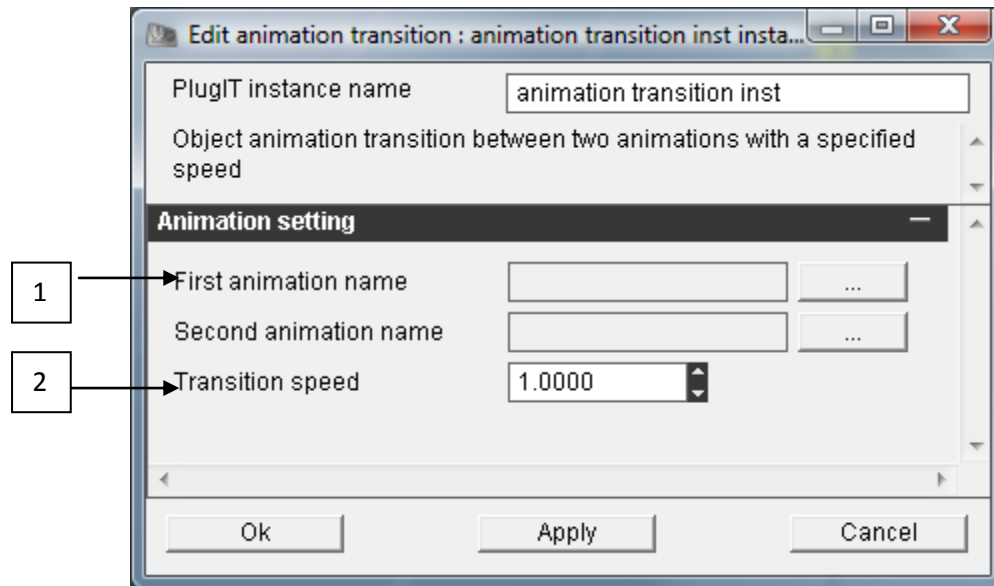 Edit animation transition : animation transition inst insta...
PlugIT instance name
animation transition inst
Object animation transition between two animations with a specified
speed
Animation setting
1
First animation name
...
Second animation name
...
2
Transition speed
1.0000
Ok
Apply
Cancel